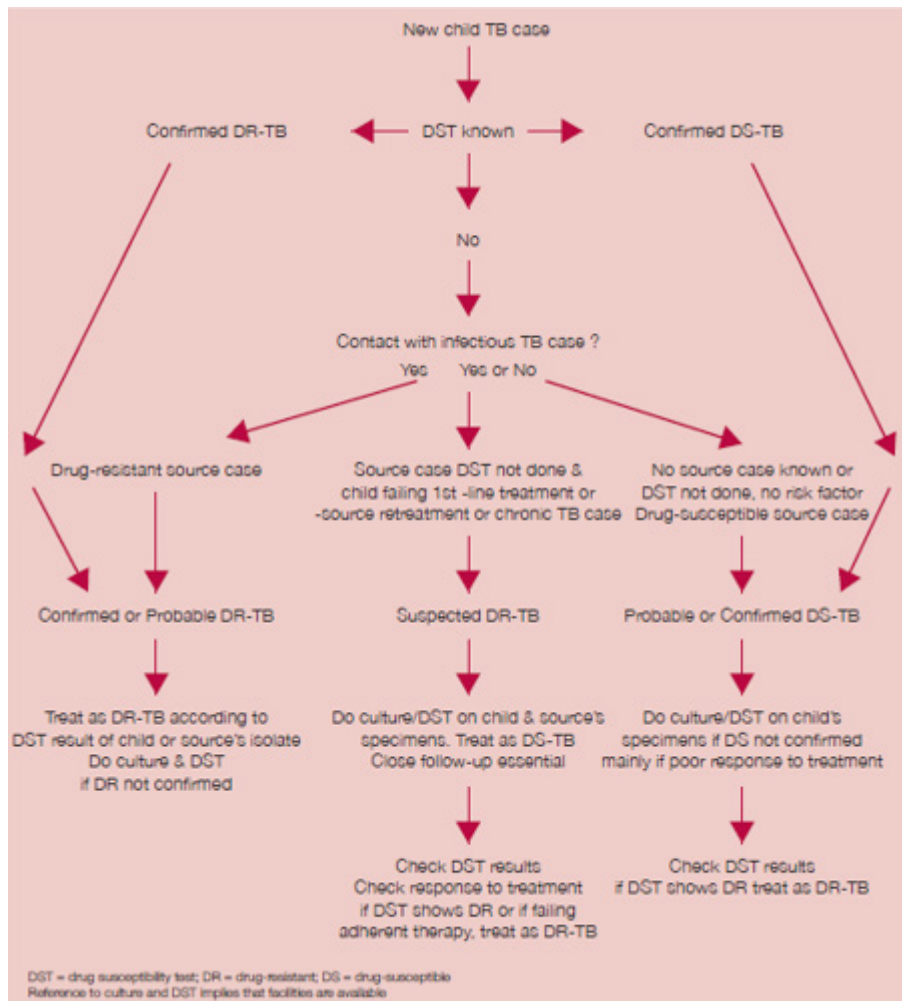 New child TB case
Confirmed DR-TB
DST known
Confirmed DS-TB
No
Contact with infectious TB case ?
Yes
Yes or No
Drug-resistant source case
Source case DST not done &
child failing 1st -line treatment or
-source retreatment or chronic TB case
No source case known or
DST not done, no risk factor
Drug-susceptible source case
Confirmed or Probable DR-TB
Suspected DR-TB
Probable or Confirmed DS-TB
Treat as DR-TB according to
DST result of child or source's isolate
Do culture & DST
if DR not confirmed
Do culture/DST on child & source's
specimens. Treat as DS-TB
Close follow-up essential
Do culture/DST on child's
specimens if DS not confirmed
mainly if poor response to treatment
Check DST results
Check response to treatment
if DST shows DR or if failing
adherent therapy, treat as DR-TB
Check DST results
if DST shows DR treat as DR-TB
DST = drug susceptibility test; DR = drug-resistant; DS = drug-susceptible
Reference to culture and DST implies that facilities are available